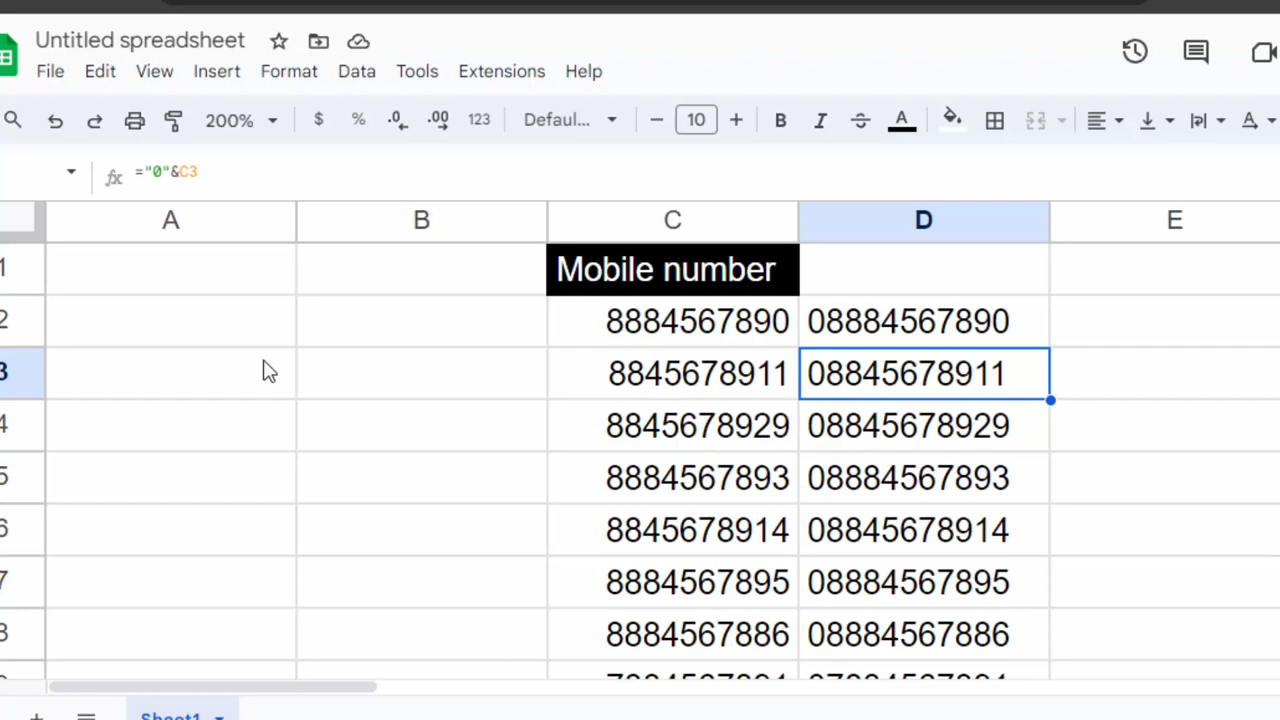 Untitled spreadsheet
File Edit View Insert Format Data Tools Extensions Help
200% $ % .0 .00 123 Defaul... − 10 + B I S A A
fx ="0"&C3
A B C D E
1 Mobile number
2 8884567890 08884567890
3 8845678911 08845678911
4 8845678929 08845678929
5 8884567893 08884567893
6 8845678914 08845678914
7 8884567895 08884567895
8 8884567886 08884567886
+ Sheet1